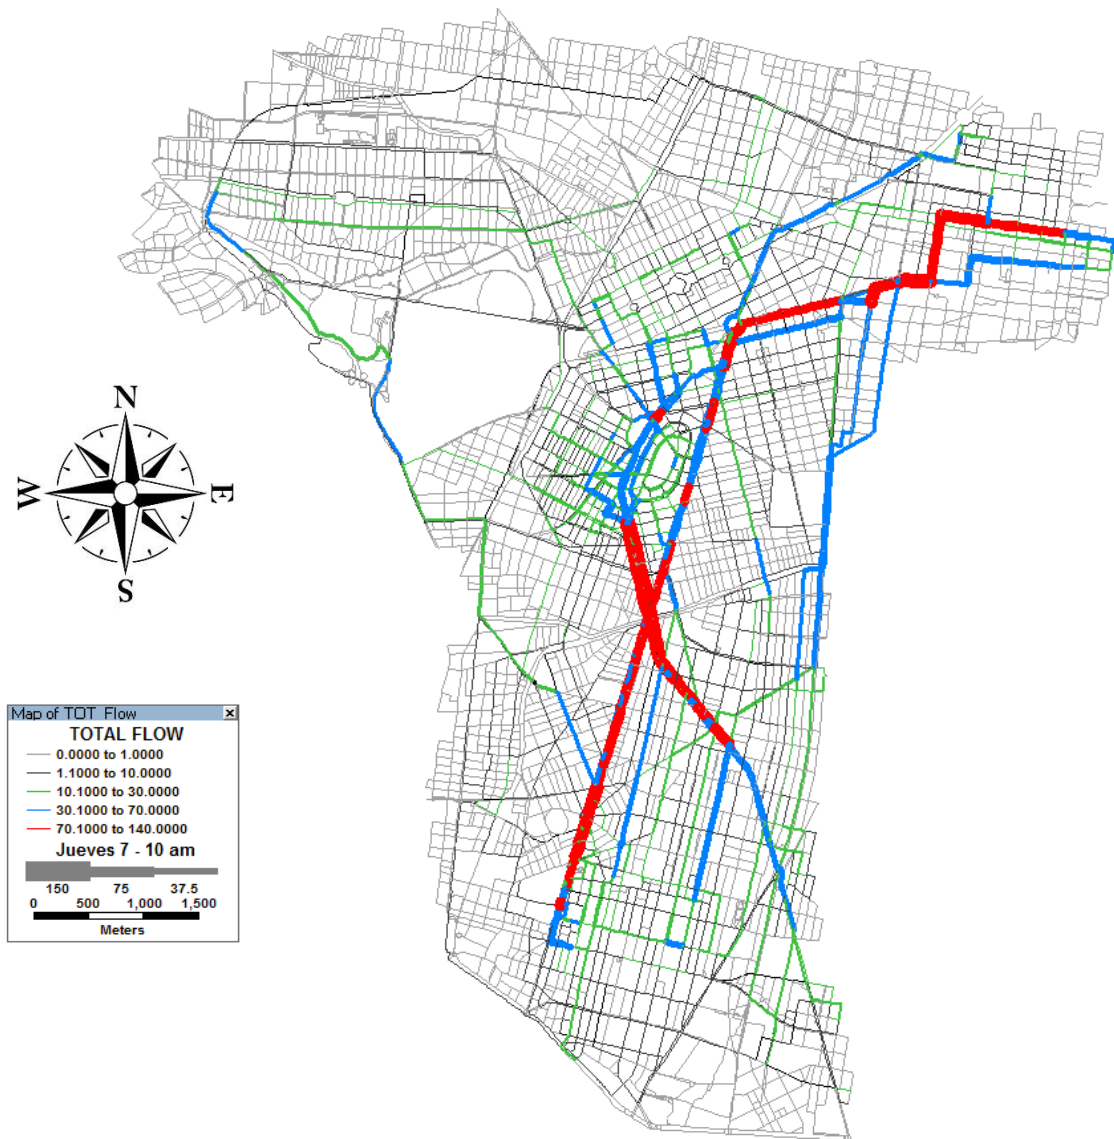 N
W
E
S
Map of TOT_Flow
TOTAL FLOW
0.0000 to 1.0000
1.1000 to 10.0000
10.1000 to 30.0000
30.1000 to 70.0000
70.1000 to 140.0000
Jueves 7 - 10 am
150 75 37.5
0 500 1,000 1,500
Meters